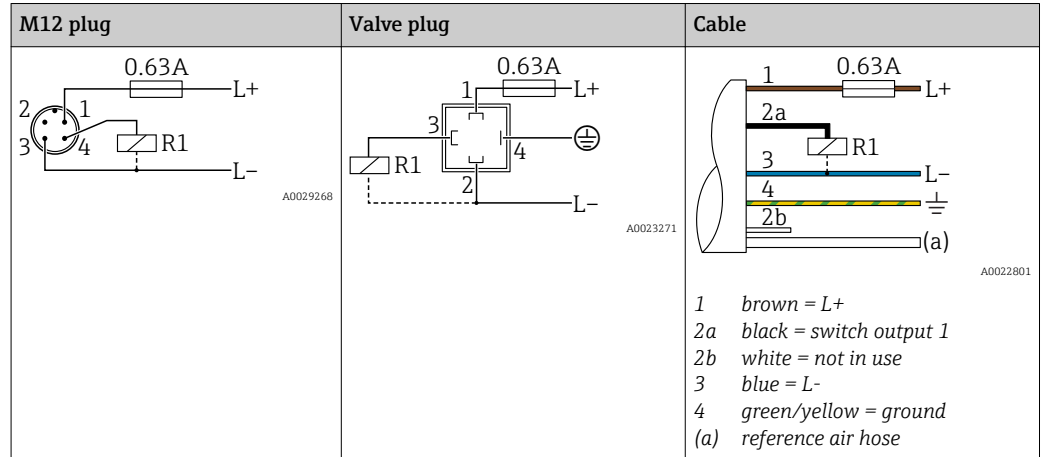 M12 plug
Valve plug
Cable
0.63A
L+
2
1
3
4
R1
L–
A0029268
0.63A
1
L+
3
4
R1
2
L–
A0023271
1
0.63A
L+
2a
R1
3
L–
4
2b
(a)
A0022801
1 brown = L+
2a black = switch output 1
2b white = not in use
3 blue = L-
4 green/yellow = ground
(a) reference air hose